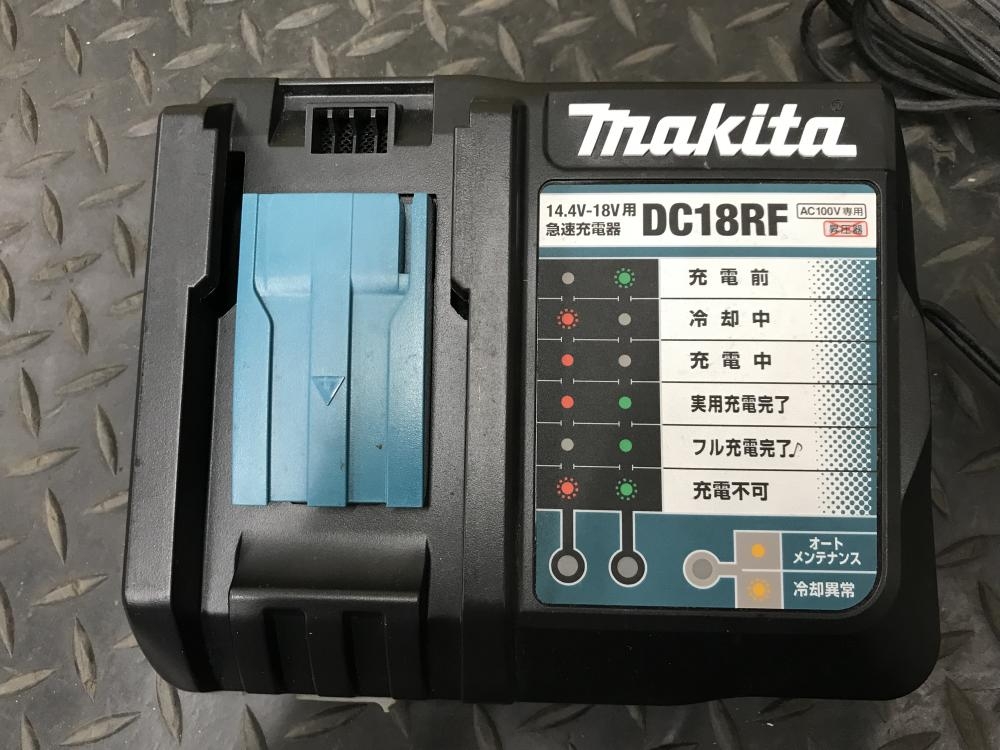 makita
14.4V-18V用
急速充電器
DC18RF
AC100V専用
昇圧器
充電前
冷却中
充電中
実用充電完了
フル充電完了♪
充電不可
オート
メンテナンス
冷却異常